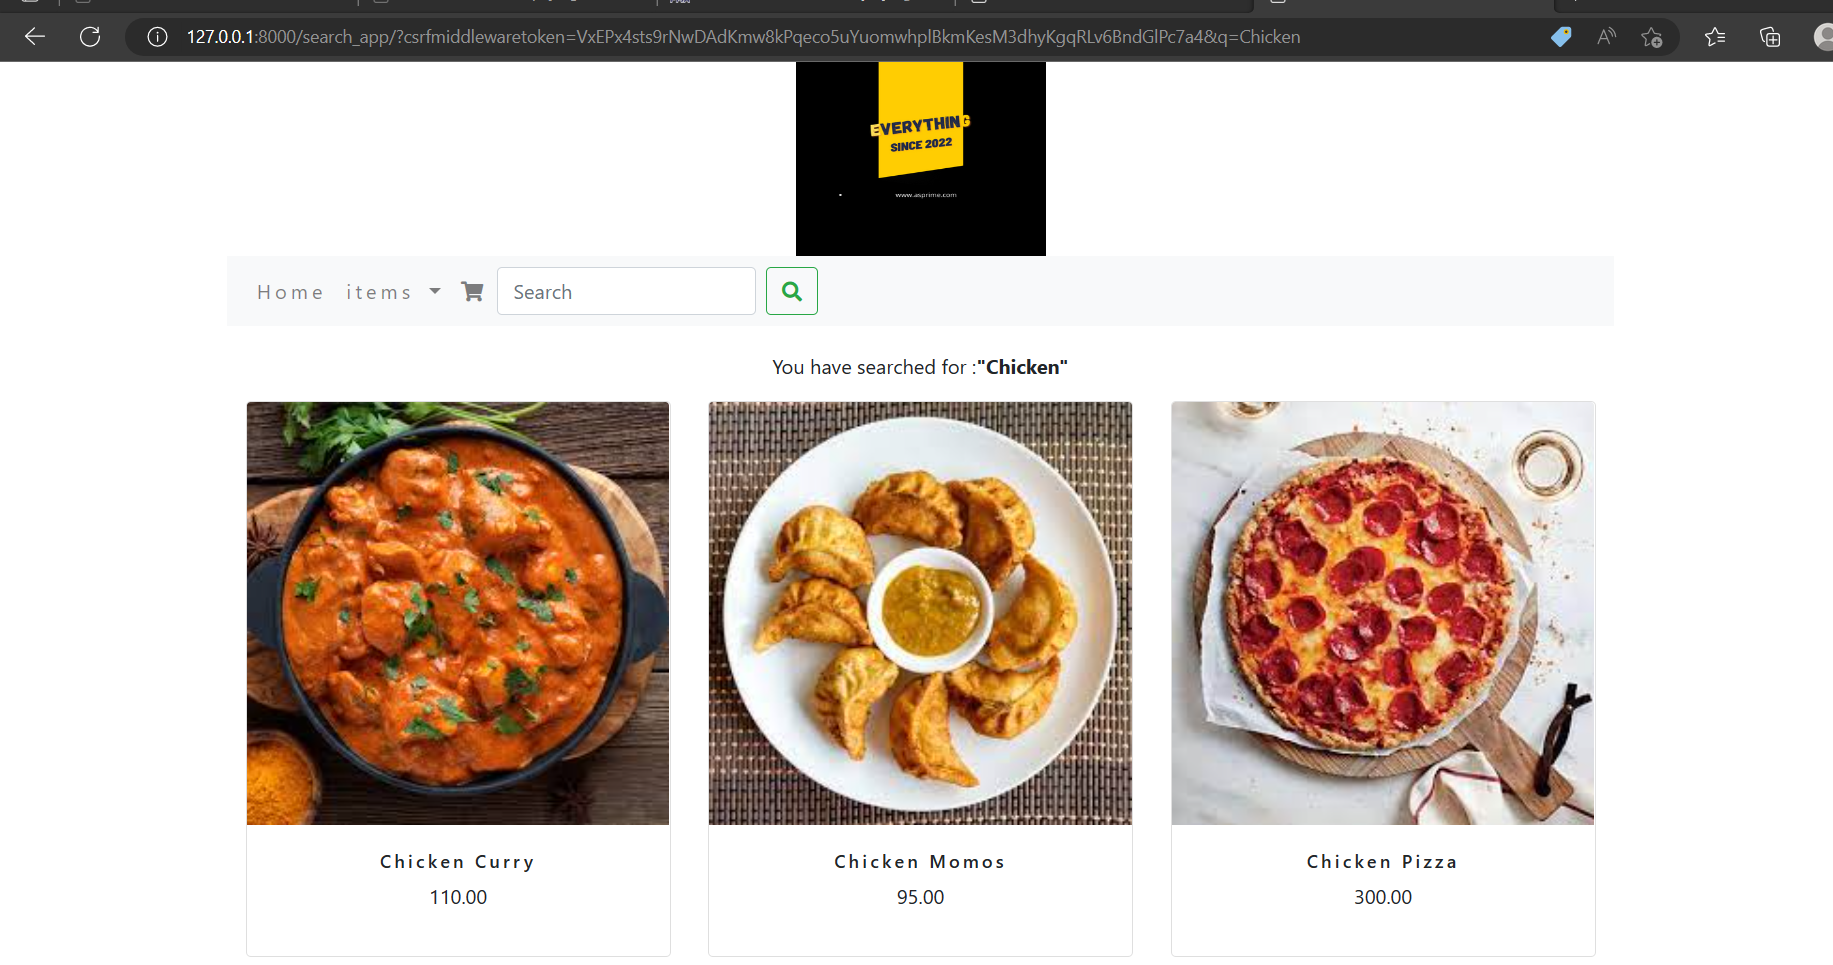 127.0.0.1:8000/search_app/?csrfmiddlewaretoken=VxEPx4sts9rNwDAdKmw8kPqeco5uYuomwhplBkmKesM3dhyKgqRLv6BndGlPc7a4&q=Chicken
EVERYTHING
SINCE 2022
www.asprime.com
Home items
Search
You have searched for :"Chicken"
Chicken Curry
110.00
Chicken Momos
95.00
Chicken Pizza
300.00